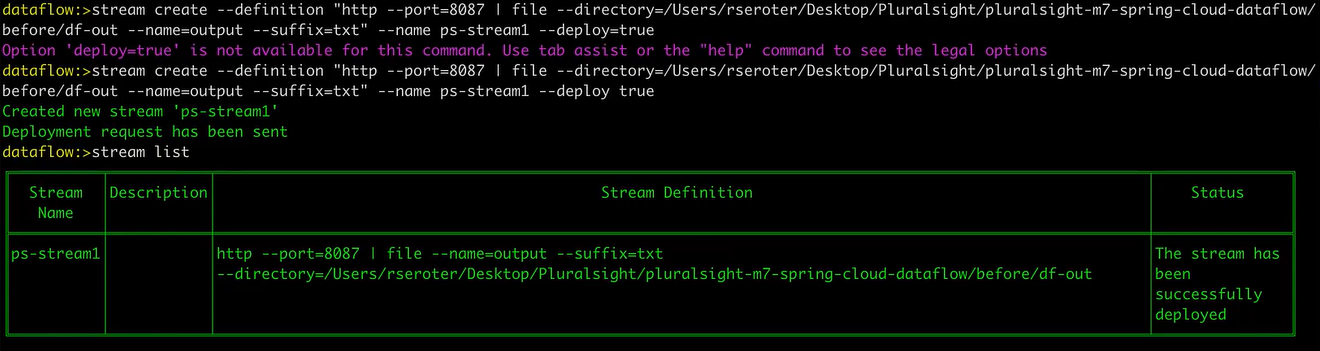 dataflow:>stream create --definition "http --port=8087 | file --directory=/Users/rseroter/Desktop/Pluralsight/pluralsight-m7-spring-cloud-dataflow/
before/df-out --name=output --suffix=txt" --name ps-stream1 --deploy=true
Option 'deploy=true' is not available for this command. Use tab assist or the "help" command to see the legal options
dataflow:>stream create --definition "http --port=8087 | file --directory=/Users/rseroter/Desktop/Pluralsight/pluralsight-m7-spring-cloud-dataflow/
before/df-out --name=output --suffix=txt" --name ps-stream1 --deploy true
Created new stream 'ps-stream1'
Deployment request has been sent
dataflow:>stream list
Stream Description Stream Definition Status
Name
ps-stream1 http --port=8087 | file --name=output --suffix=txt The stream has
--directory=/Users/rseroter/Desktop/Pluralsight/pluralsight-m7-spring-cloud-dataflow/before/df-out been
successfully
deployed